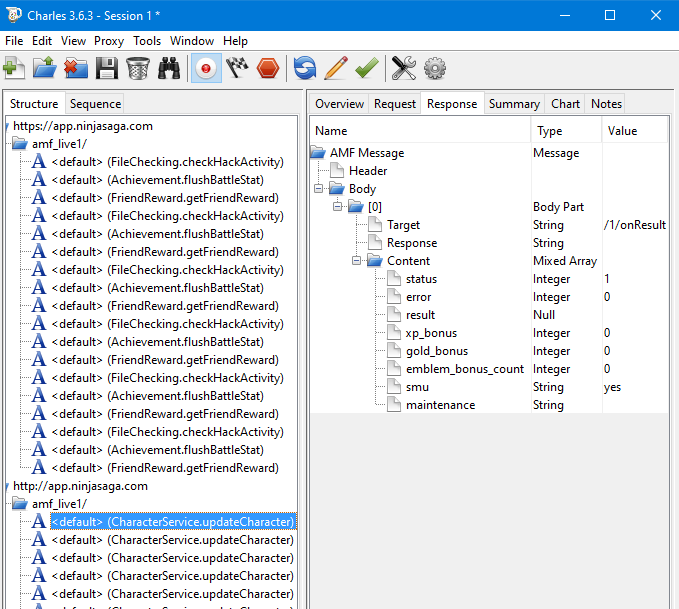 Charles 3.6.3 - Session 1 *
File Edit View Proxy Tools Window Help
Structure Sequence
https://app.ninjasaga.com
amf_live1/
<default> (FileChecking.checkHackActivity)
<default> (Achievement.flushBattleStat)
<default> (FriendReward.getFriendReward)
<default> (FileChecking.checkHackActivity)
<default> (Achievement.flushBattleStat)
<default> (FriendReward.getFriendReward)
<default> (FileChecking.checkHackActivity)
<default> (Achievement.flushBattleStat)
<default> (FriendReward.getFriendReward)
<default> (FileChecking.checkHackActivity)
<default> (Achievement.flushBattleStat)
<default> (FriendReward.getFriendReward)
<default> (FileChecking.checkHackActivity)
<default> (Achievement.flushBattleStat)
<default> (FriendReward.getFriendReward)
<default> (FileChecking.checkHackActivity)
<default> (Achievement.flushBattleStat)
<default> (FriendReward.getFriendReward)
http://app.ninjasaga.com
amf_live1/
<default> (CharacterService.updateCharacter)
<default> (CharacterService.updateCharacter)
<default> (CharacterService.updateCharacter)
<default> (CharacterService.updateCharacter)
<default> (CharacterService.updateCharacter)
<default> (CharacterService.updateCharacter)
Overview Request Response Summary Chart Notes
Name Type Value
AMF Message Message
Header
Body
[0] Body Part
Target String /1/onResult
Response String
Content Mixed Array
status Integer 1
error Integer 0
result Null
xp_bonus Integer 0
gold_bonus Integer 0
emblem_bonus_count Integer 0
smu String yes
maintenance String